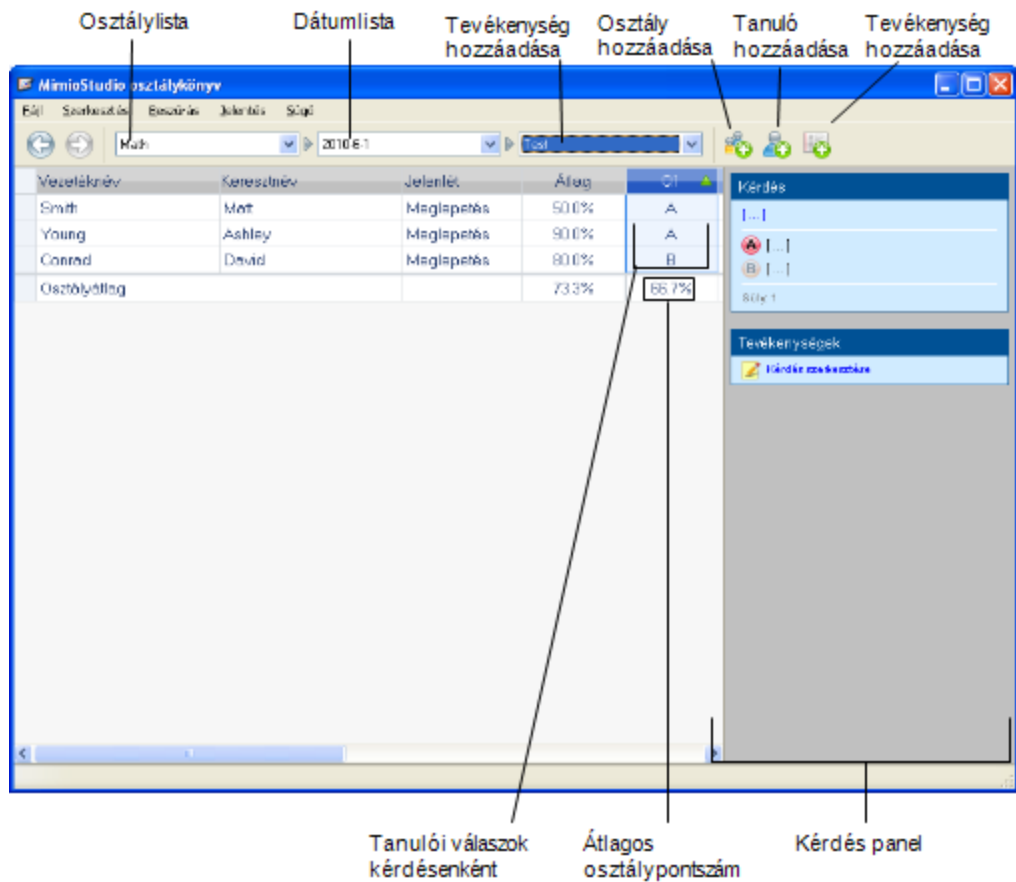 Osztálylista
Dátumlista
Tevékenység
hozzáadása
Osztály
hozzáadása
Tanuló
hozzáadása
Tevékenység
hozzáadása
MimioStudio osztálykönyv
Fájl Szerkesztés Beszúrás Jelentés Súgó
Math
2010-6-1
Test
Vezetéknév Keresztnév Jelenlét Átlag
Smith Matt Meglepetés 50.0% A
Young Ashley Meglepetés 90.0% A
Conrad David Meglepetés 80.0% B
Osztályátlag 73.3% 66.7%
Kérdés
[...]
A [...]
B [...]
Súly: 1
Tevékenységek
Kérdés szerkesztése
Tanulói válaszok
kérdésenként
Átlagos
osztálypontszám
Kérdés panel